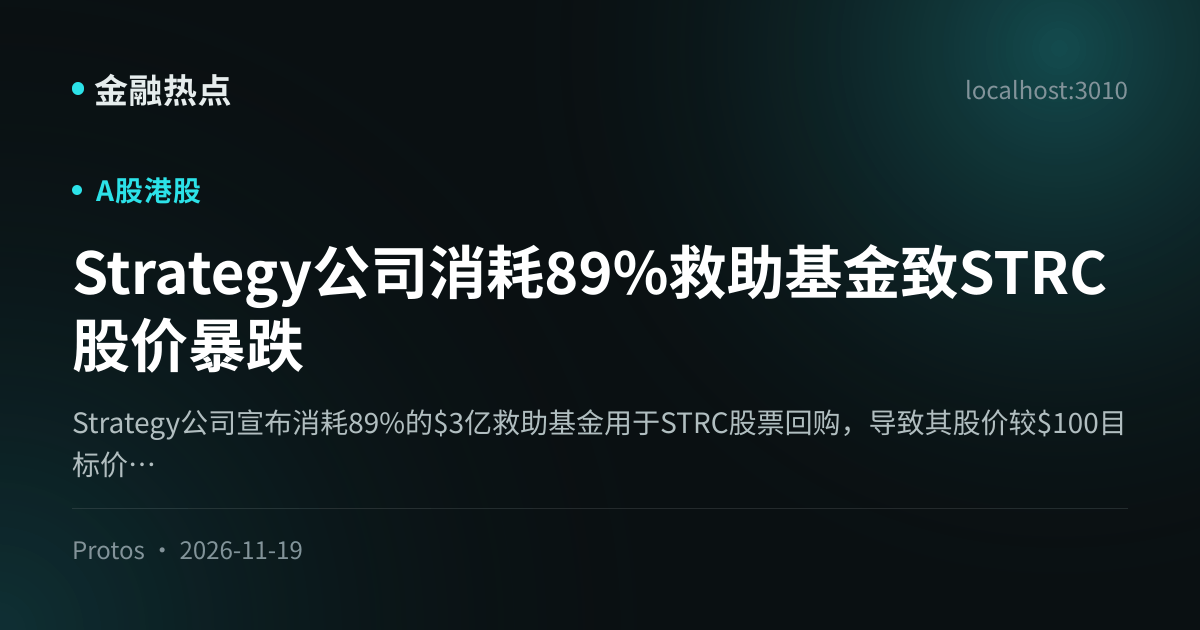 金融热点
localhost:3010
A股港股
Strategy公司消耗89%救助基金致STRC
股价暴跌
Strategy公司宣布消耗89%的$3亿救助基金用于STRC股票回购，导致其股价较$100目
标价…
Protos · 2026-11-19